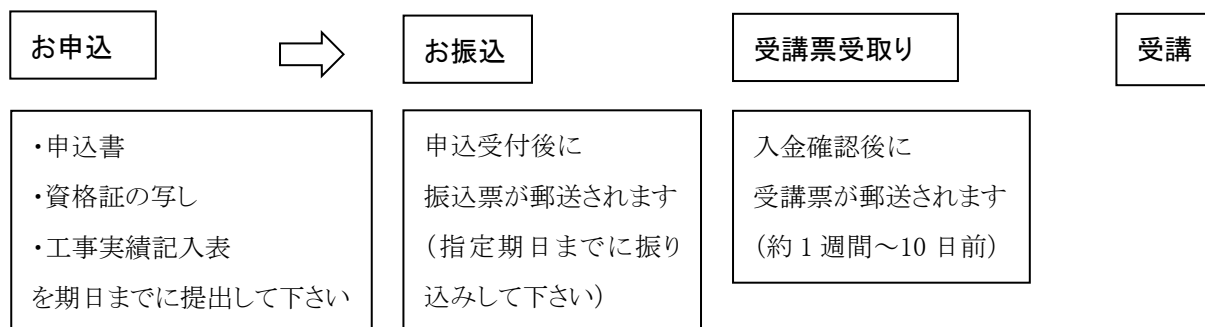 お申込
お振込
受講票受取り
受講
・申込書
・資格証の写し
・工事実績記入表
を期日までに提出して下さい
申込受付後に
振込票が郵送されます
（指定期日までに振り
込みして下さい）
入金確認後に
受講票が郵送されます
（約 1 週間～10 日前）